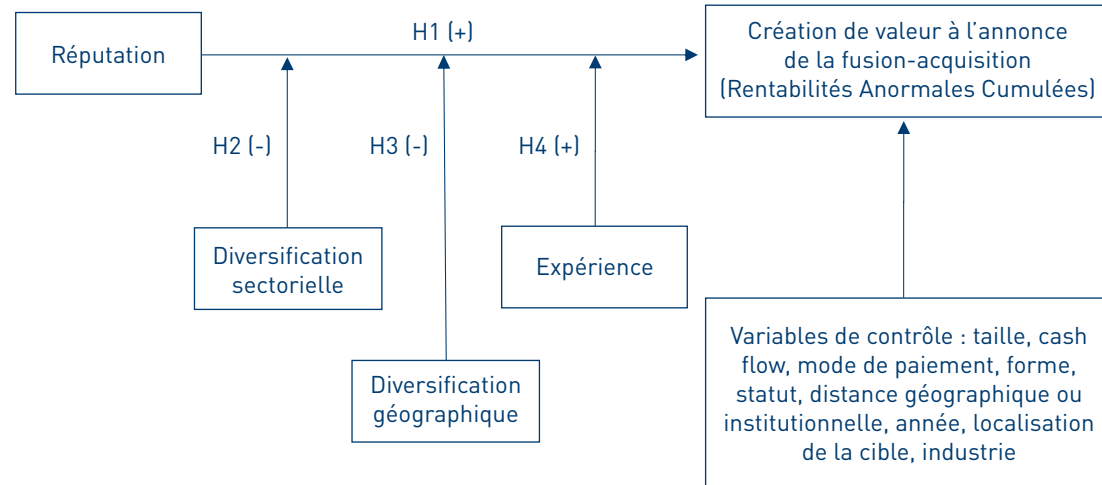 Réputation
H1 (+)
Création de valeur à l’annonce
de la fusion-acquisition
(Rentabilités Anormales Cumulées)
H2 (-)
H3 (-)
H4 (+)
Diversification
sectorielle
Expérience
Diversification
géographique
Variables de contrôle : taille, cash
flow, mode de paiement, forme,
statut, distance géographique ou
institutionnelle, année, localisation
de la cible, industrie